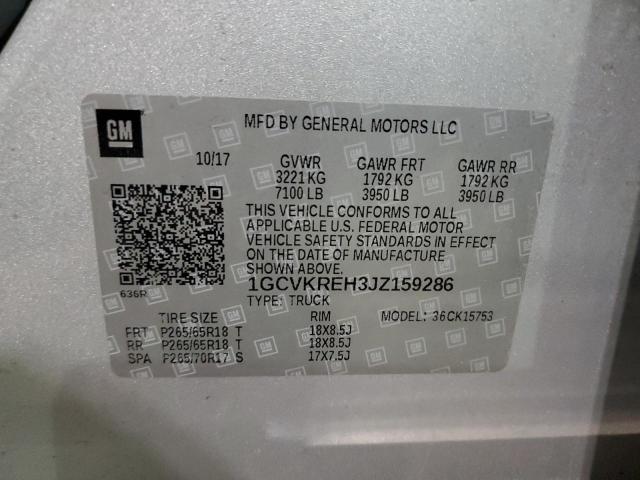 GM
MFD BY GENERAL MOTORS LLC
10/17 GVWR GAWR FRT GAWR RR
3221 KG 1792 KG 1792 KG
7100 LB 3950 LB 3950 LB
THIS VEHICLE CONFORMS TO ALL
APPLICABLE U.S. FEDERAL MOTOR
VEHICLE SAFETY STANDARDS IN EFFECT
ON THE DATE OF MANUFACTURE
SHOWN ABOVE.
636R 1GCVKREH3JZ159286
TYPE: TRUCK
TIRE SIZE RIM MODEL: 36CK15753
FRT P265/65R18 T 18X8.5J
RR P265/65R18 T 18X8.5J
SPA P265/70R17 S 17X7.5J